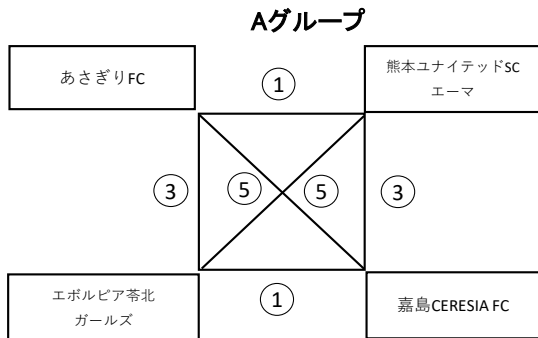 Aグループ
あさぎりFC
①
熊本ユナイテッドSC
エーマ
③
⑤
⑤
③
エボルピア苓北
ガールズ
①
嘉島CERESIA FC